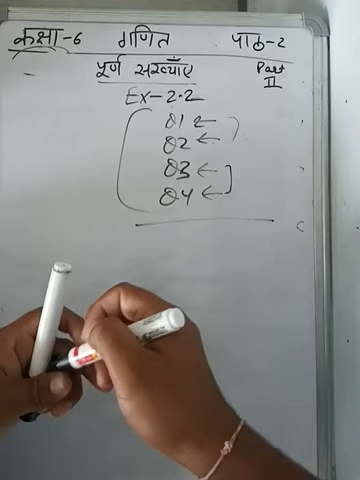 कक्षा-6 गणित पाठ-2
पूर्ण संख्याएँ Part II
Ex-2.2
Q1 ←
Q2 ←
Q3 ←
Q4 ←